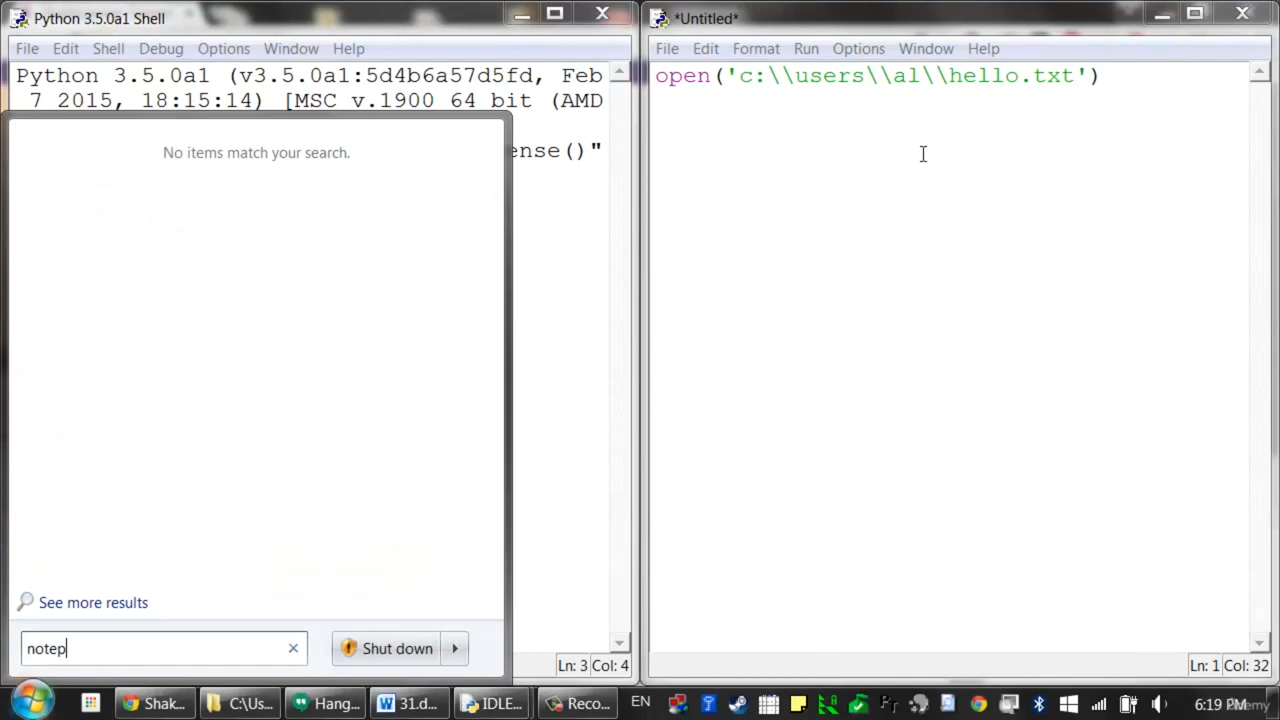 Python 3.5.0a1 Shell
File Edit Shell Debug Options Window Help
Python 3.5.0a1 (v3.5.0a1:5d4b6a57d5fd, Feb
7 2015, 18:15:14) [MSC v.1900 64 bit (AMD
ense()"
No items match your search.
See more results
notep
Shut down
Ln: 3 Col: 4
*Untitled*
File Edit Format Run Options Window Help
open('c:\\users\\al\\hello.txt')
Ln: 1 Col: 32
Shak...
C:\Us...
Hang...
31.d...
IDLE...
Reco...
EN
6:19 PM